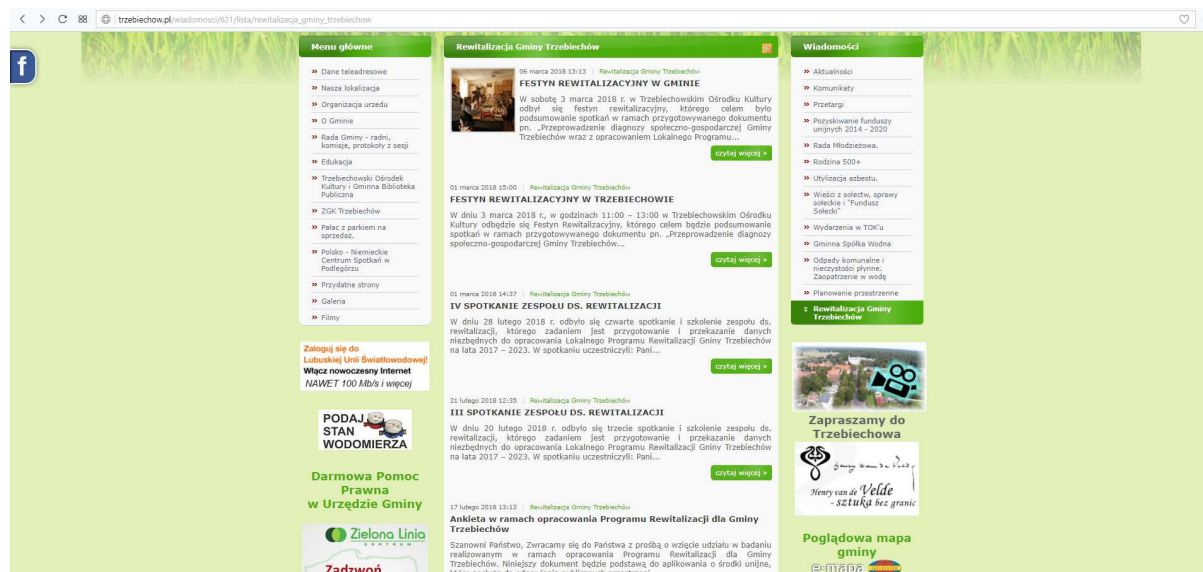 trzebiechow.pl/wiadomosci/621/lista/rewitalizacja_gminy_trzebiechow
f
Menu główne
Dane teleadresowe
Nasza lokalizacja
Organizacja urzedu
O Gminie
Rada Gminy - radni,
komisje, protokoły z sesji
Edukacja
Trzebiechowski Ośrodek
Kultury i Gminna Biblioteka
Publiczna
ZGK Trzebiechów
Pałac z parkiem na
sprzedaż.
Polsko - Niemieckie
Centrum Spotkań w
Podlegórzu
Przydatne strony
Galeria
Filmy
Zaloguj się do
Lubuskiej Unii Światłowodowej!
Włącz nowoczesny Internet
NAWET 100 Mb/s i więcej
PODAJ
STAN
WODOMIERZA
Darmowa Pomoc
Prawna
w Urzędzie Gminy
Zielona Linia
CENTRUM
Zadzwoń
Rewitalizacja Gminy Trzebiechów
06 marca 2018 13:13 | Rewitalizacja Gminy Trzebiechów
FESTYN REWITALIZACYJNY W GMINIE
W sobotę 3 marca 2018 r. w Trzebiechowskim Ośrodku Kultury
odbył się festyn rewitalizacyjny, którego celem było
podsumowanie spotkań w ramach przygotowywanego dokumentu
pn. „Przeprowadzenie diagnozy społeczno-gospodarczej Gminy
Trzebiechów wraz z opracowaniem Lokalnego Programu...
czytaj więcej »
01 marca 2018 15:00 | Rewitalizacja Gminy Trzebiechów
FESTYN REWITALIZACYJNY W TRZEBIECHOWIE
W dniu 3 marca 2018 r., w godzinach 11:00 – 13:00 w Trzebiechowskim Ośrodku
Kultury odbędzie się Festyn Rewitalizacyjny, którego celem będzie podsumowanie
spotkań w ramach przygotowywanego dokumentu pn. „Przeprowadzenie diagnozy
społeczno-gospodarczej Gminy Trzebiechów...
czytaj więcej »
01 marca 2018 14:37 | Rewitalizacja Gminy Trzebiechów
IV SPOTKANIE ZESPOŁU DS. REWITALIZACJI
W dniu 28 lutego 2018 r. odbyło się czwarte spotkanie i szkolenie zespołu ds.
rewitalizacji, którego zadaniem jest przygotowanie i przekazanie danych
niezbędnych do opracowania Lokalnego Programu Rewitalizacji Gniny Trzebiechów
na lata 2017 – 2023. W spotkaniu uczestniczyli: Pani...
czytaj więcej »
21 lutego 2018 12:35 | Rewitalizacja Gminy Trzebiechów
III SPOTKANIE ZESPOŁU DS. REWITALIZACJI
W dniu 20 lutego 2018 r. odbyło się trzecie spotkanie i szkolenie zespołu ds.
rewitalizacji, którego zadaniem jest przygotowanie i przekazanie danych
niezbędnych do opracowania Lokalnego Programu Rewitalizacji Gniny Trzebiechów
na lata 2017 – 2023. W spotkaniu uczestniczyli: Pani...
czytaj więcej »
17 lutego 2018 13:13 | Rewitalizacja Gminy Trzebiechów
Ankieta w ramach opracowania Programu Rewitalizacji dla Gminy
Trzebiechów
Szanowni Państwo, Zwracamy się do Państwa z prośbą o wzięcie udziału w badaniu
realizowanym w ramach opracowania Programu Rewitalizacji dla Gminy
Trzebiechów. Niniejszy dokument będzie podstawą do aplikowania o środki unijne,
Wiadomości
Aktualności
Komunikaty
Przetargi
Pozyskiwanie funduszy
unijnych 2014 - 2020
Rada Młodzieżowa.
Rodzina 500+
Utylizacja azbestu.
Wieści z sołectw, sprawy
sołeckie i "Fundusz
Sołecki"
Wydarzenia w TOK'u
Gminna Spółka Wodna
Odpady komunalne i
nieczystości płynne.
Zaopatrzenie w wodę
Planowanie przestrzenne
Rewitalizacja Gminy
Trzebiechów
Zapraszamy do
Trzebiechowa
Henry van de Velde
- sztuka bez granic
Poglądowa mapa
gminy
e-mapa